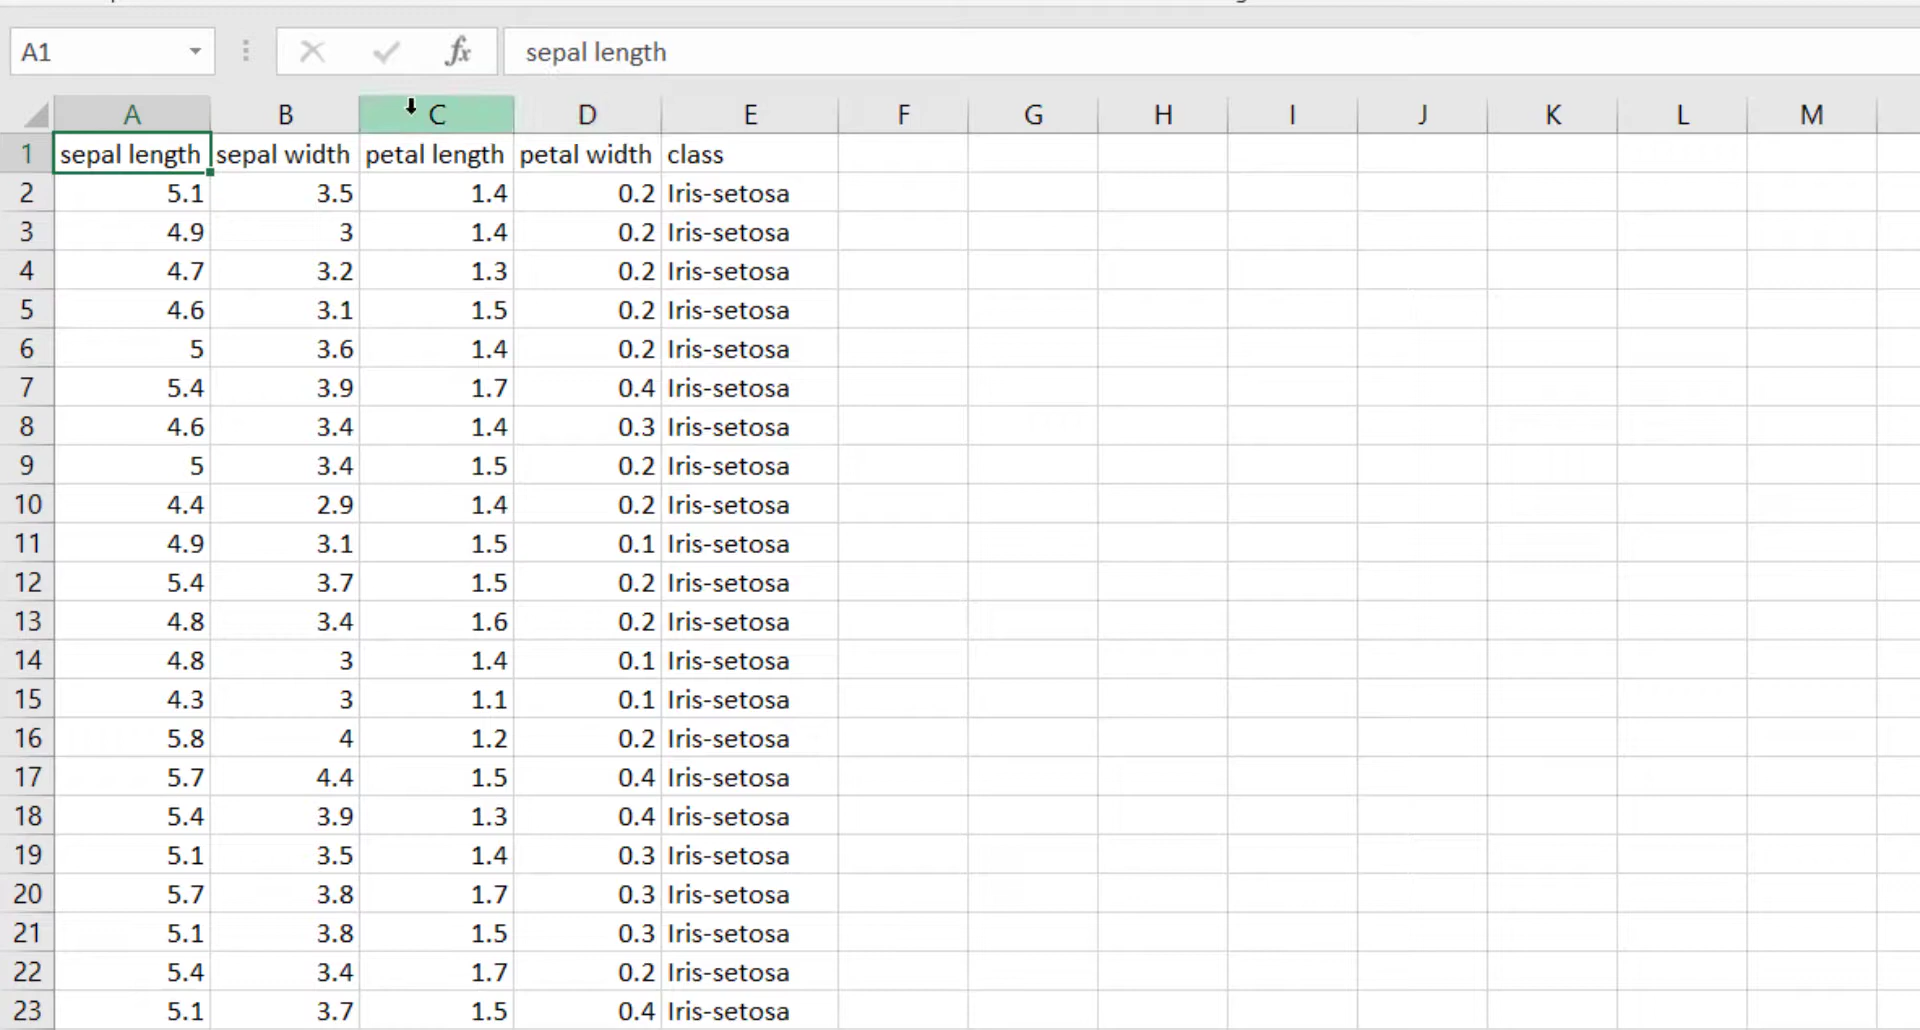 A1 fx sepal length
A B C D E F G H I J K L M
1 sepal length sepal width petal length petal width class
2 5.1 3.5 1.4 0.2 Iris-setosa
3 4.9 3 1.4 0.2 Iris-setosa
4 4.7 3.2 1.3 0.2 Iris-setosa
5 4.6 3.1 1.5 0.2 Iris-setosa
6 5 3.6 1.4 0.2 Iris-setosa
7 5.4 3.9 1.7 0.4 Iris-setosa
8 4.6 3.4 1.4 0.3 Iris-setosa
9 5 3.4 1.5 0.2 Iris-setosa
10 4.4 2.9 1.4 0.2 Iris-setosa
11 4.9 3.1 1.5 0.1 Iris-setosa
12 5.4 3.7 1.5 0.2 Iris-setosa
13 4.8 3.4 1.6 0.2 Iris-setosa
14 4.8 3 1.4 0.1 Iris-setosa
15 4.3 3 1.1 0.1 Iris-setosa
16 5.8 4 1.2 0.2 Iris-setosa
17 5.7 4.4 1.5 0.4 Iris-setosa
18 5.4 3.9 1.3 0.4 Iris-setosa
19 5.1 3.5 1.4 0.3 Iris-setosa
20 5.7 3.8 1.7 0.3 Iris-setosa
21 5.1 3.8 1.5 0.3 Iris-setosa
22 5.4 3.4 1.7 0.2 Iris-setosa
23 5.1 3.7 1.5 0.4 Iris-setosa